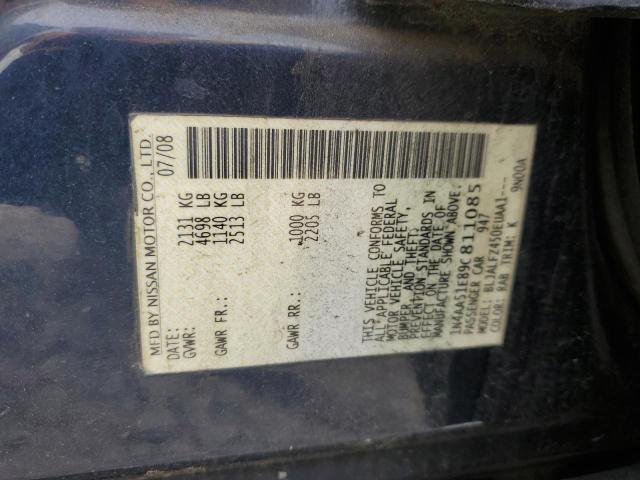 MFD BY NISSAN MOTOR CO., LTD.
DATE: 07/08
GVWR: 2131 KG
4698 LB
GAWR FR.: 1140 KG
2513 LB
GAWR RR.: 1000 KG
2205 LB
THIS VEHICLE CONFORMS TO
ALL APPLICABLE FEDERAL
MOTOR VEHICLE SAFETY,
BUMPER AND THEFT
PREVENTION STANDARDS IN
EFFECT ON THE DATE OF
MANUFACTURE SHOWN ABOVE.
1N4AA51E89C811085
PASSENGER CAR 947
MODEL: BLJALFZ450EUAA1----
COLOR: RAB TRIM: K 9N00A